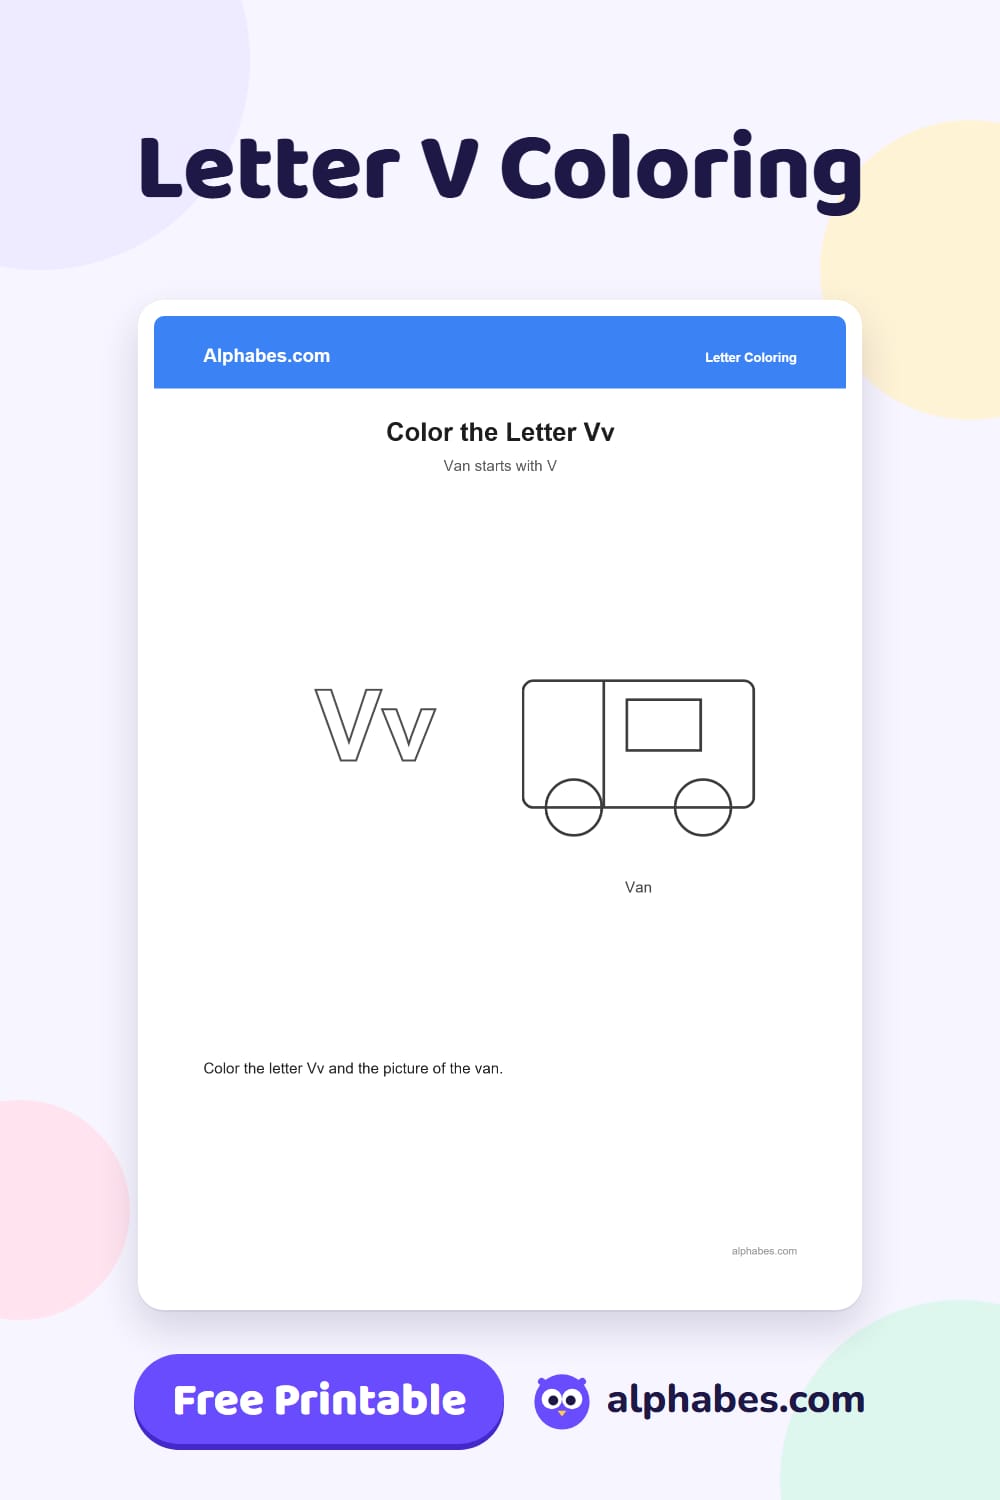 Letter V Coloring
Alphabes.com
Letter Coloring
Color the Letter Vv
Van starts with V
Vv
Van
Color the letter Vv and the picture of the van.
alphabes.com
Free Printable
alphabes.com